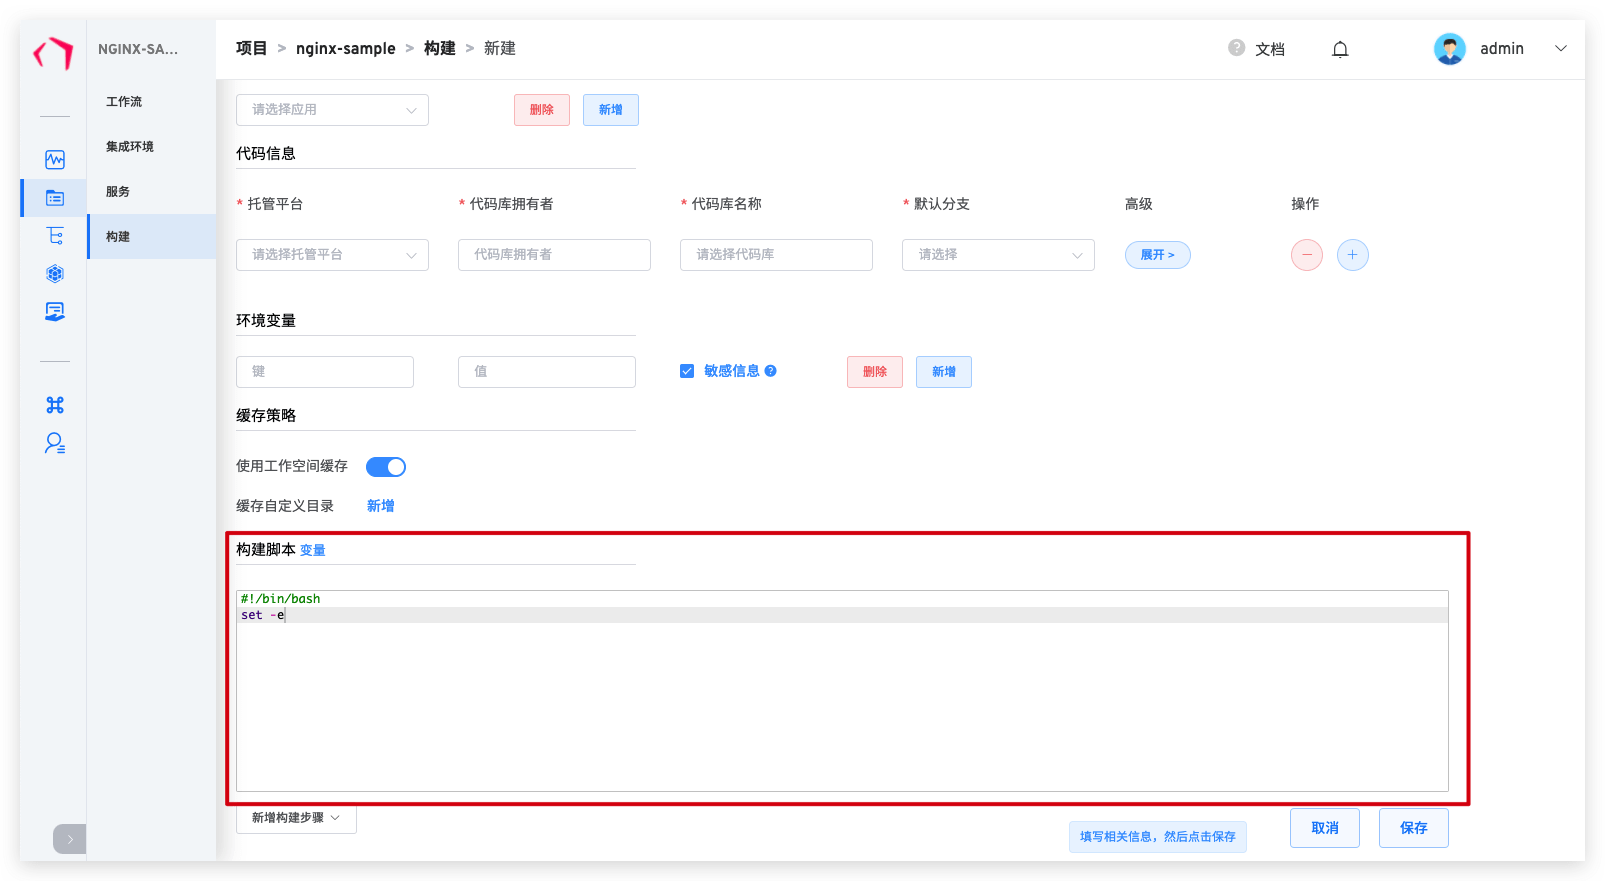 NGINX-SA...
项目 > nginx-sample > 构建 > 新建
? 文档
admin
工作流
集成环境
服务
构建
请选择应用
删除
新增
代码信息
* 托管平台
* 代码库拥有者
* 代码库名称
* 默认分支
高级
操作
请选择托管平台
代码库拥有者
请选择代码库
请选择
展开 >
环境变量
键
值
敏感信息 ?
删除
新增
缓存策略
使用工作空间缓存
缓存自定义目录 新增
构建脚本 变量
#!/bin/bash
set -e
新增构建步骤
填写相关信息，然后点击保存
取消
保存